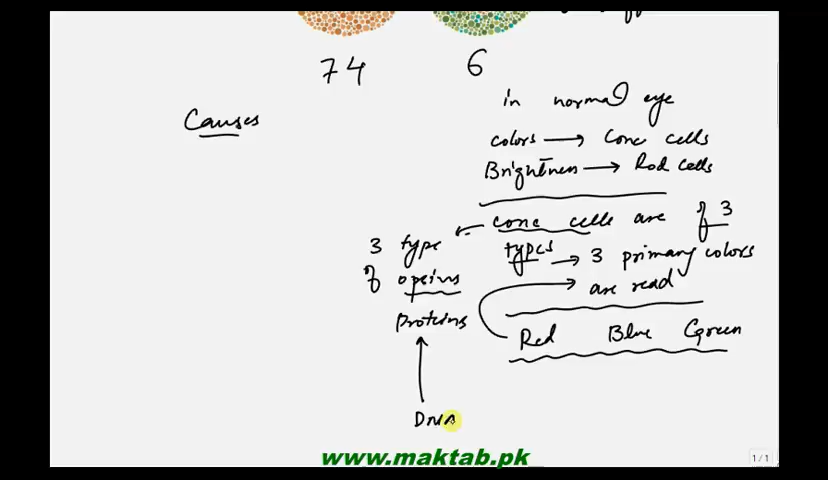 74
6
in normal eye
Causes
colors → Cone cells
Brightness → Rod cells
cone cells are of 3
types → 3 primary colors
are read
3 type
of opsins
Proteins
Red Blue Green
DNA
www.maktab.pk
1/1